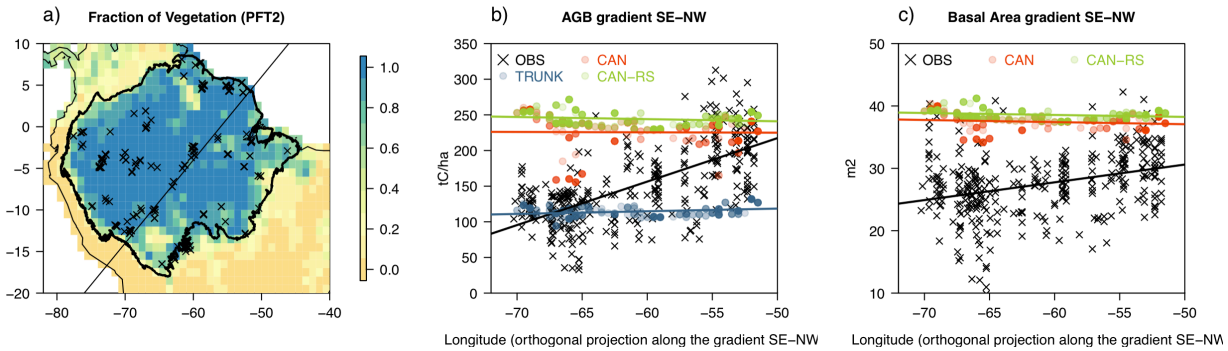 a) Fraction of Vegetation (PFT2)
10
5
0
−5
−10
−15
−20
−80 −70 −60 −50 −40
1.0
0.8
0.6
0.4
0.2
0.0
b) AGB gradient SE−NW
OBS CAN
TRUNK CAN−RS
350
300
250
200
150
100
50
0
tC/ha
−70 −65 −60 −55 −50
Longitude (orthogonal projection along the gradient SE−NW
c) Basal Area gradient SE−NW
OBS CAN CAN−RS
50
40
30
20
10
m2
−70 −65 −60 −55 −50
Longitude (orthogonal projection along the gradient SE−NW